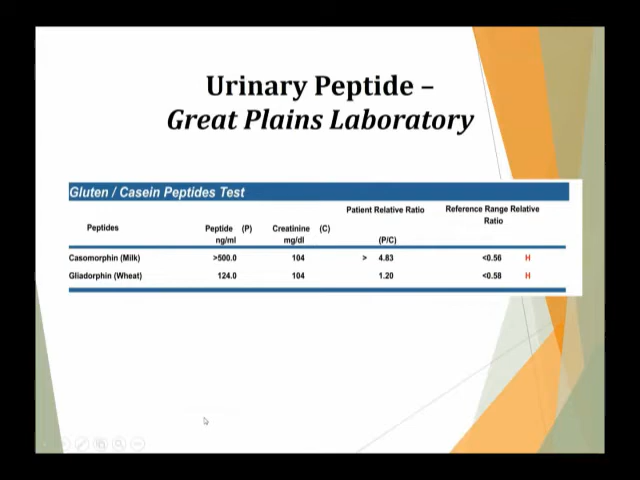 Urinary Peptide –
Great Plains Laboratory
Gluten / Casein Peptides Test
Patient Relative Ratio Reference Range Relative
Ratio
Peptides Peptide (P) Creatinine (C)
ng/ml mg/dl (P/C)
Casomorphin (Milk) >500.0 104 > 4.83 <0.56 H
Gliadorphin (Wheat) 124.0 104 1.20 <0.58 H